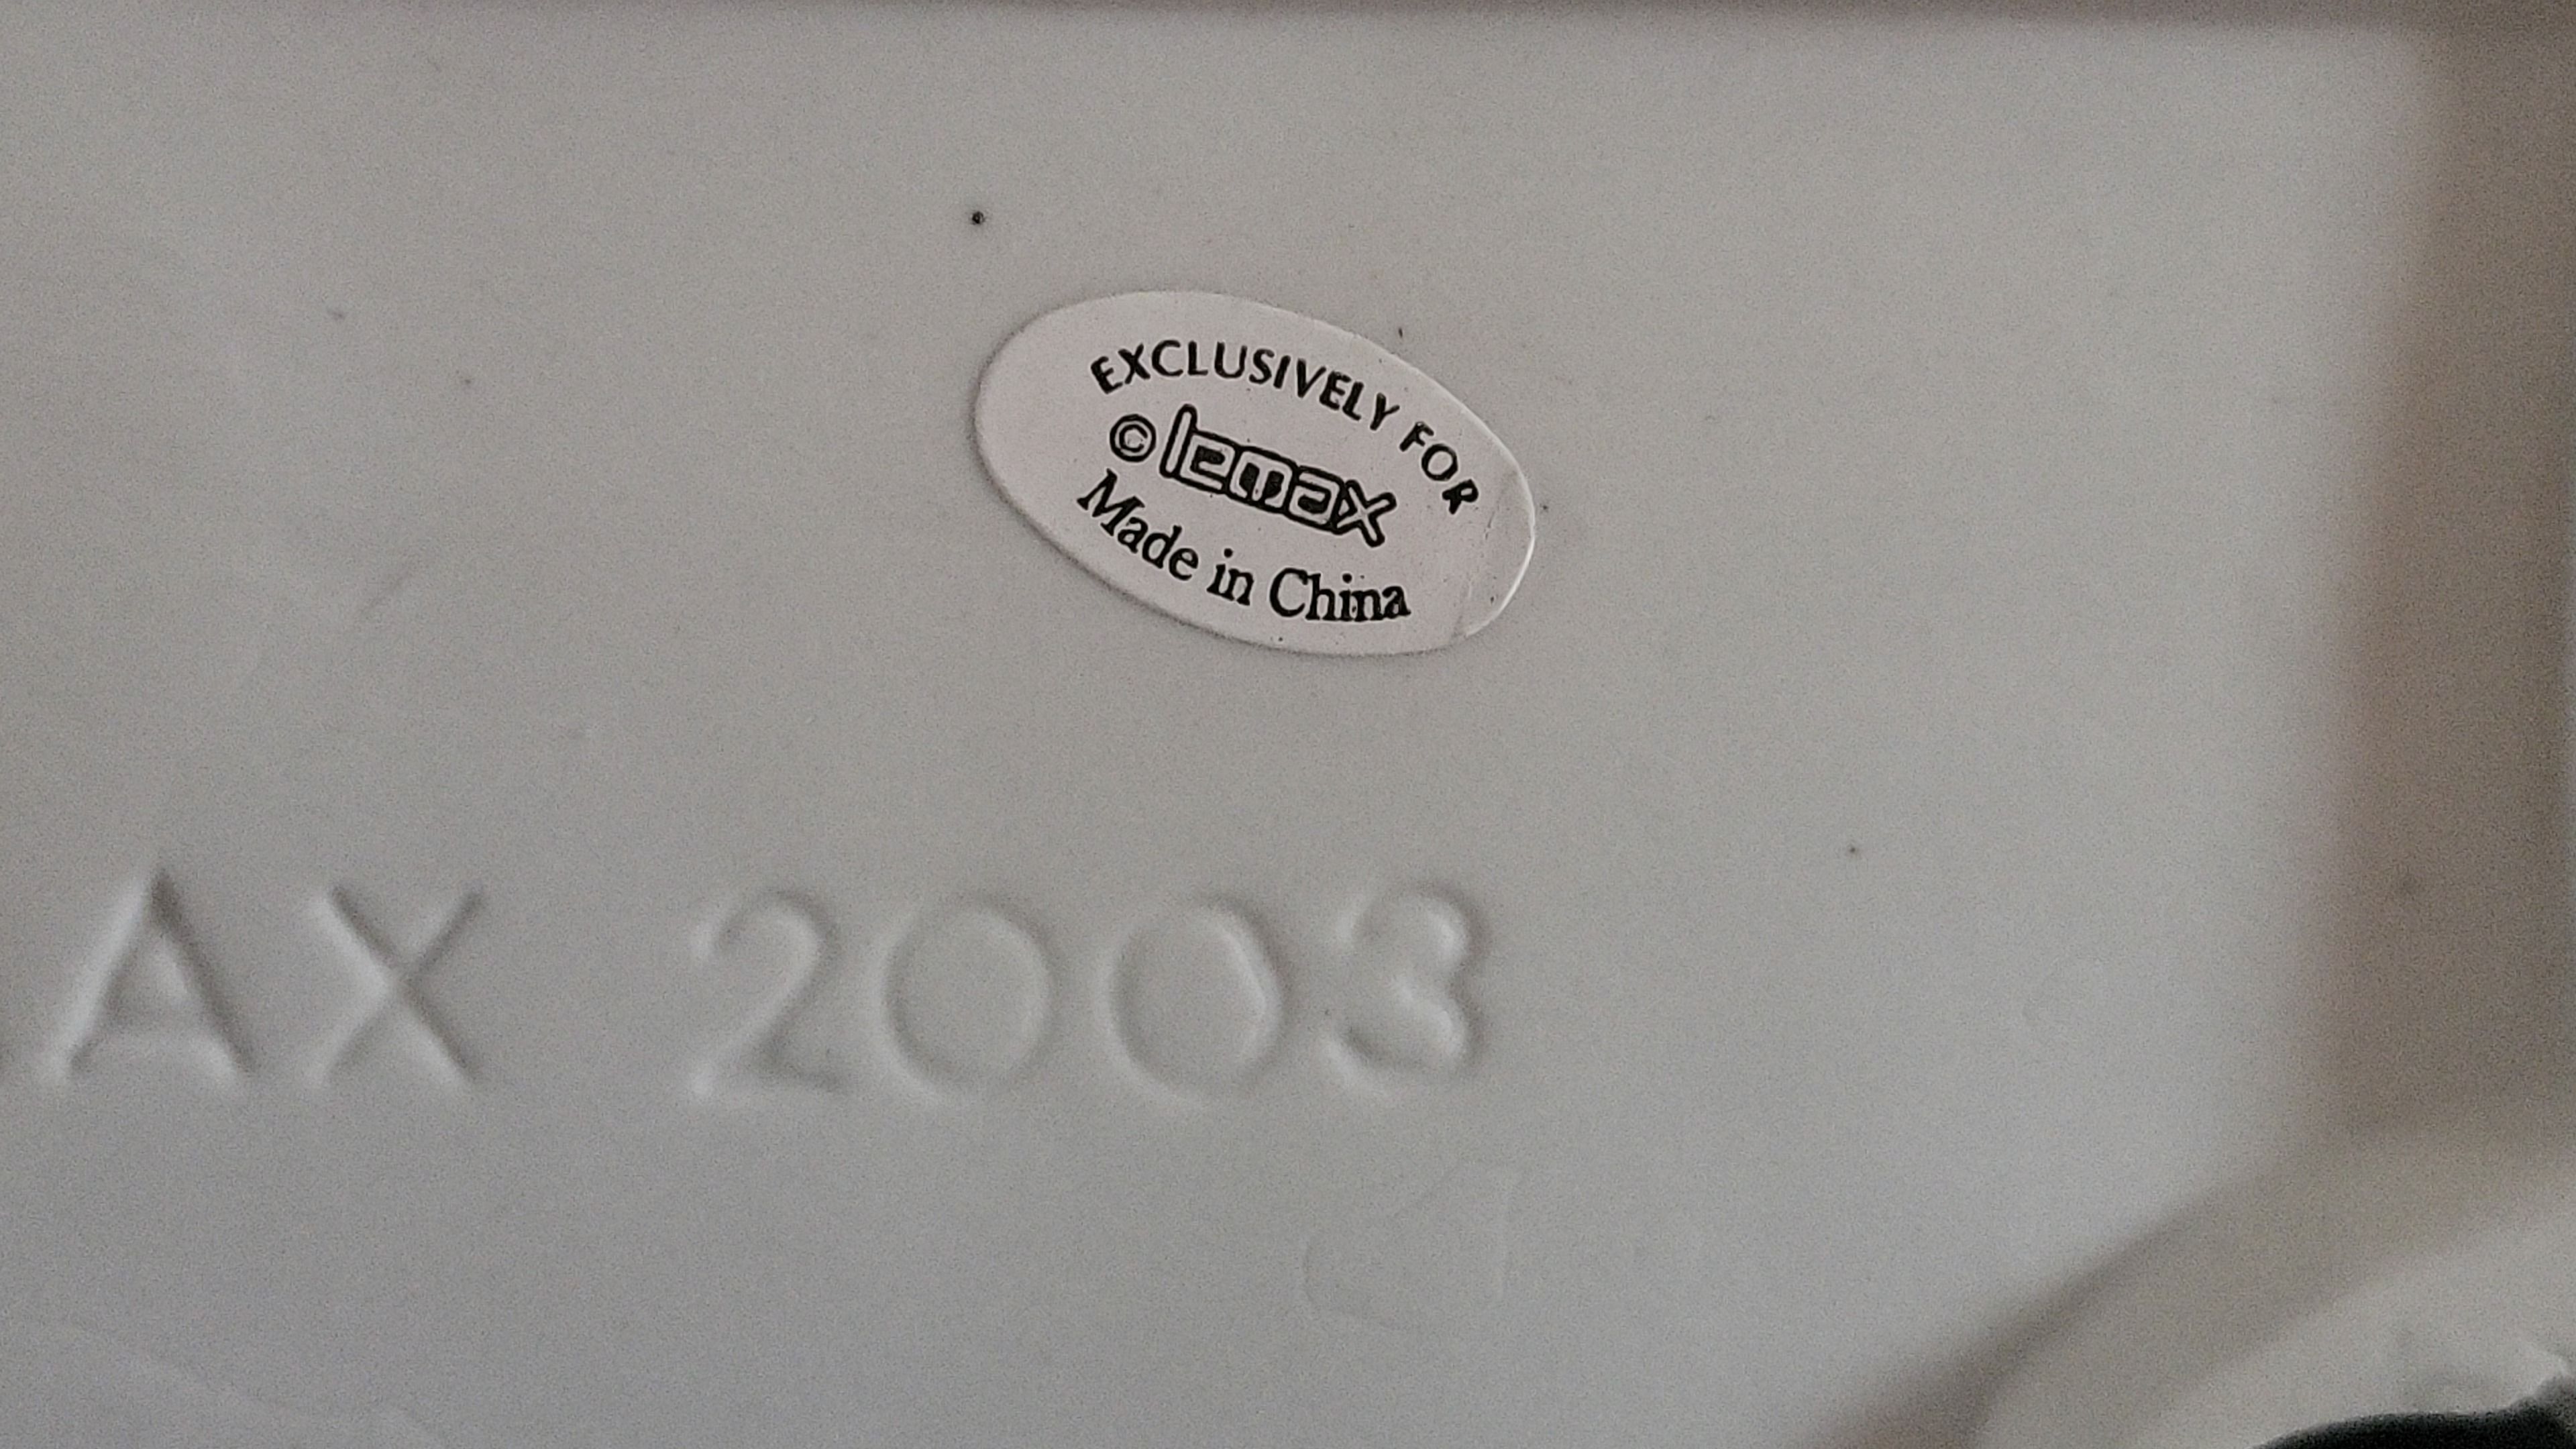 EXCLUSIVELY FOR
© lemax
Made in China
AX 2003